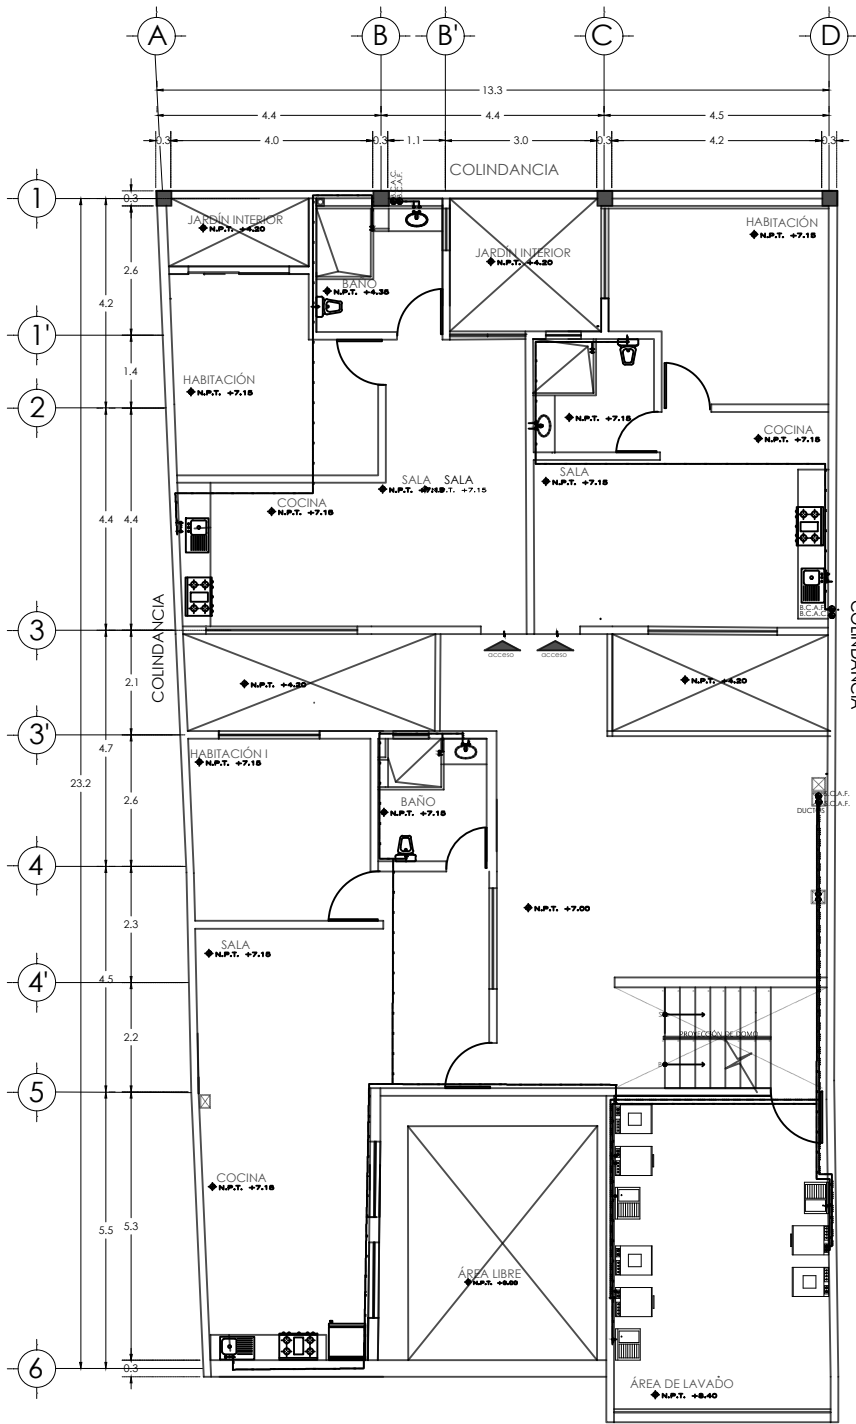 A B B' C D
13.3
4.4 4.4 4.5
0.3 4.0 0.3 1.1 3.0 0.3 4.2 0.3
COLINDANCIA
1
0.3
B.C.A.C.
B.C.A.F.
JARDÍN INTERIOR
N.P.T. +4.20
HABITACIÓN
N.P.T. +7.15
JARDÍN INTERIOR
N.P.T. +4.20
2.6
BAÑO
N.P.T. +4.35
4.2
1'
1.4
HABITACIÓN
N.P.T. +7.15
2
N.P.T. +7.15
COCINA
N.P.T. +7.15
SALA
N.P.T. +7.15
SALA SALA
N.P.T.
COCINA
N.P.T. +7.15
4.4 4.4
COLINDANCIA
COLINDANCIA
B.C.A.F.
B.C.A.C.
3
acceso acceso
2.1
N.P.T. +4.20
N.P.T. +4.20
3'
4.7
HABITACIÓN I
N.P.T. +7.15
23.2
2.6
BAÑO
N.P.T. +7.15
B.C.A.F.
B.C.A.F.
DUCTOS
4
N.P.T. +7.00
2.3
SALA
N.P.T. +7.15
4.5
4'
2.2
S
PROYECCIÓN DE DOMO
B
5
COCINA
N.P.T. +7.15
5.5 5.3
ÁREA LIBRE
N.P.T.
6
0.3
ÁREA DE LAVADO
N.P.T. +8.40